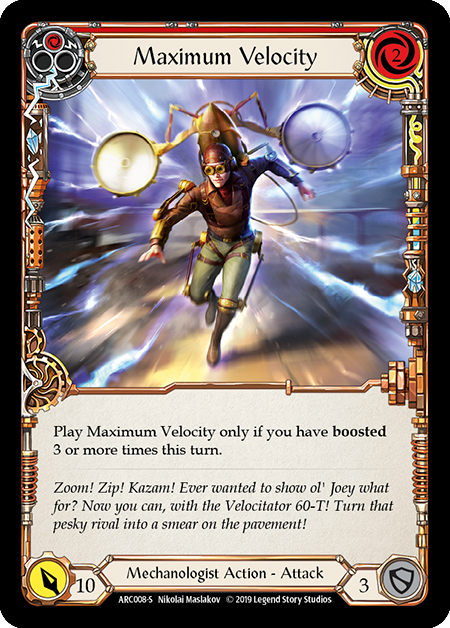 Maximum Velocity
2
Play Maximum Velocity only if you have boosted
3 or more times this turn.
Zoom! Zip! Kazam! Ever wanted to show ol' Joey what
for? Now you can, with the Velocitator 60-T! Turn that
pesky rival into a smear on the pavement!
10
Mechanologist Action - Attack
3
ARC008-S Nikolai Maslakov © 2019 Legend Story Studios